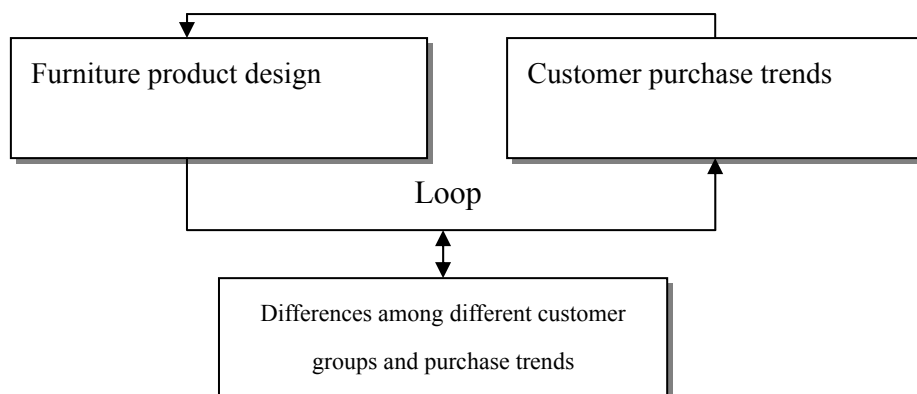 Furniture product design
Customer purchase trends
Loop
Differences among different customer
groups and purchase trends